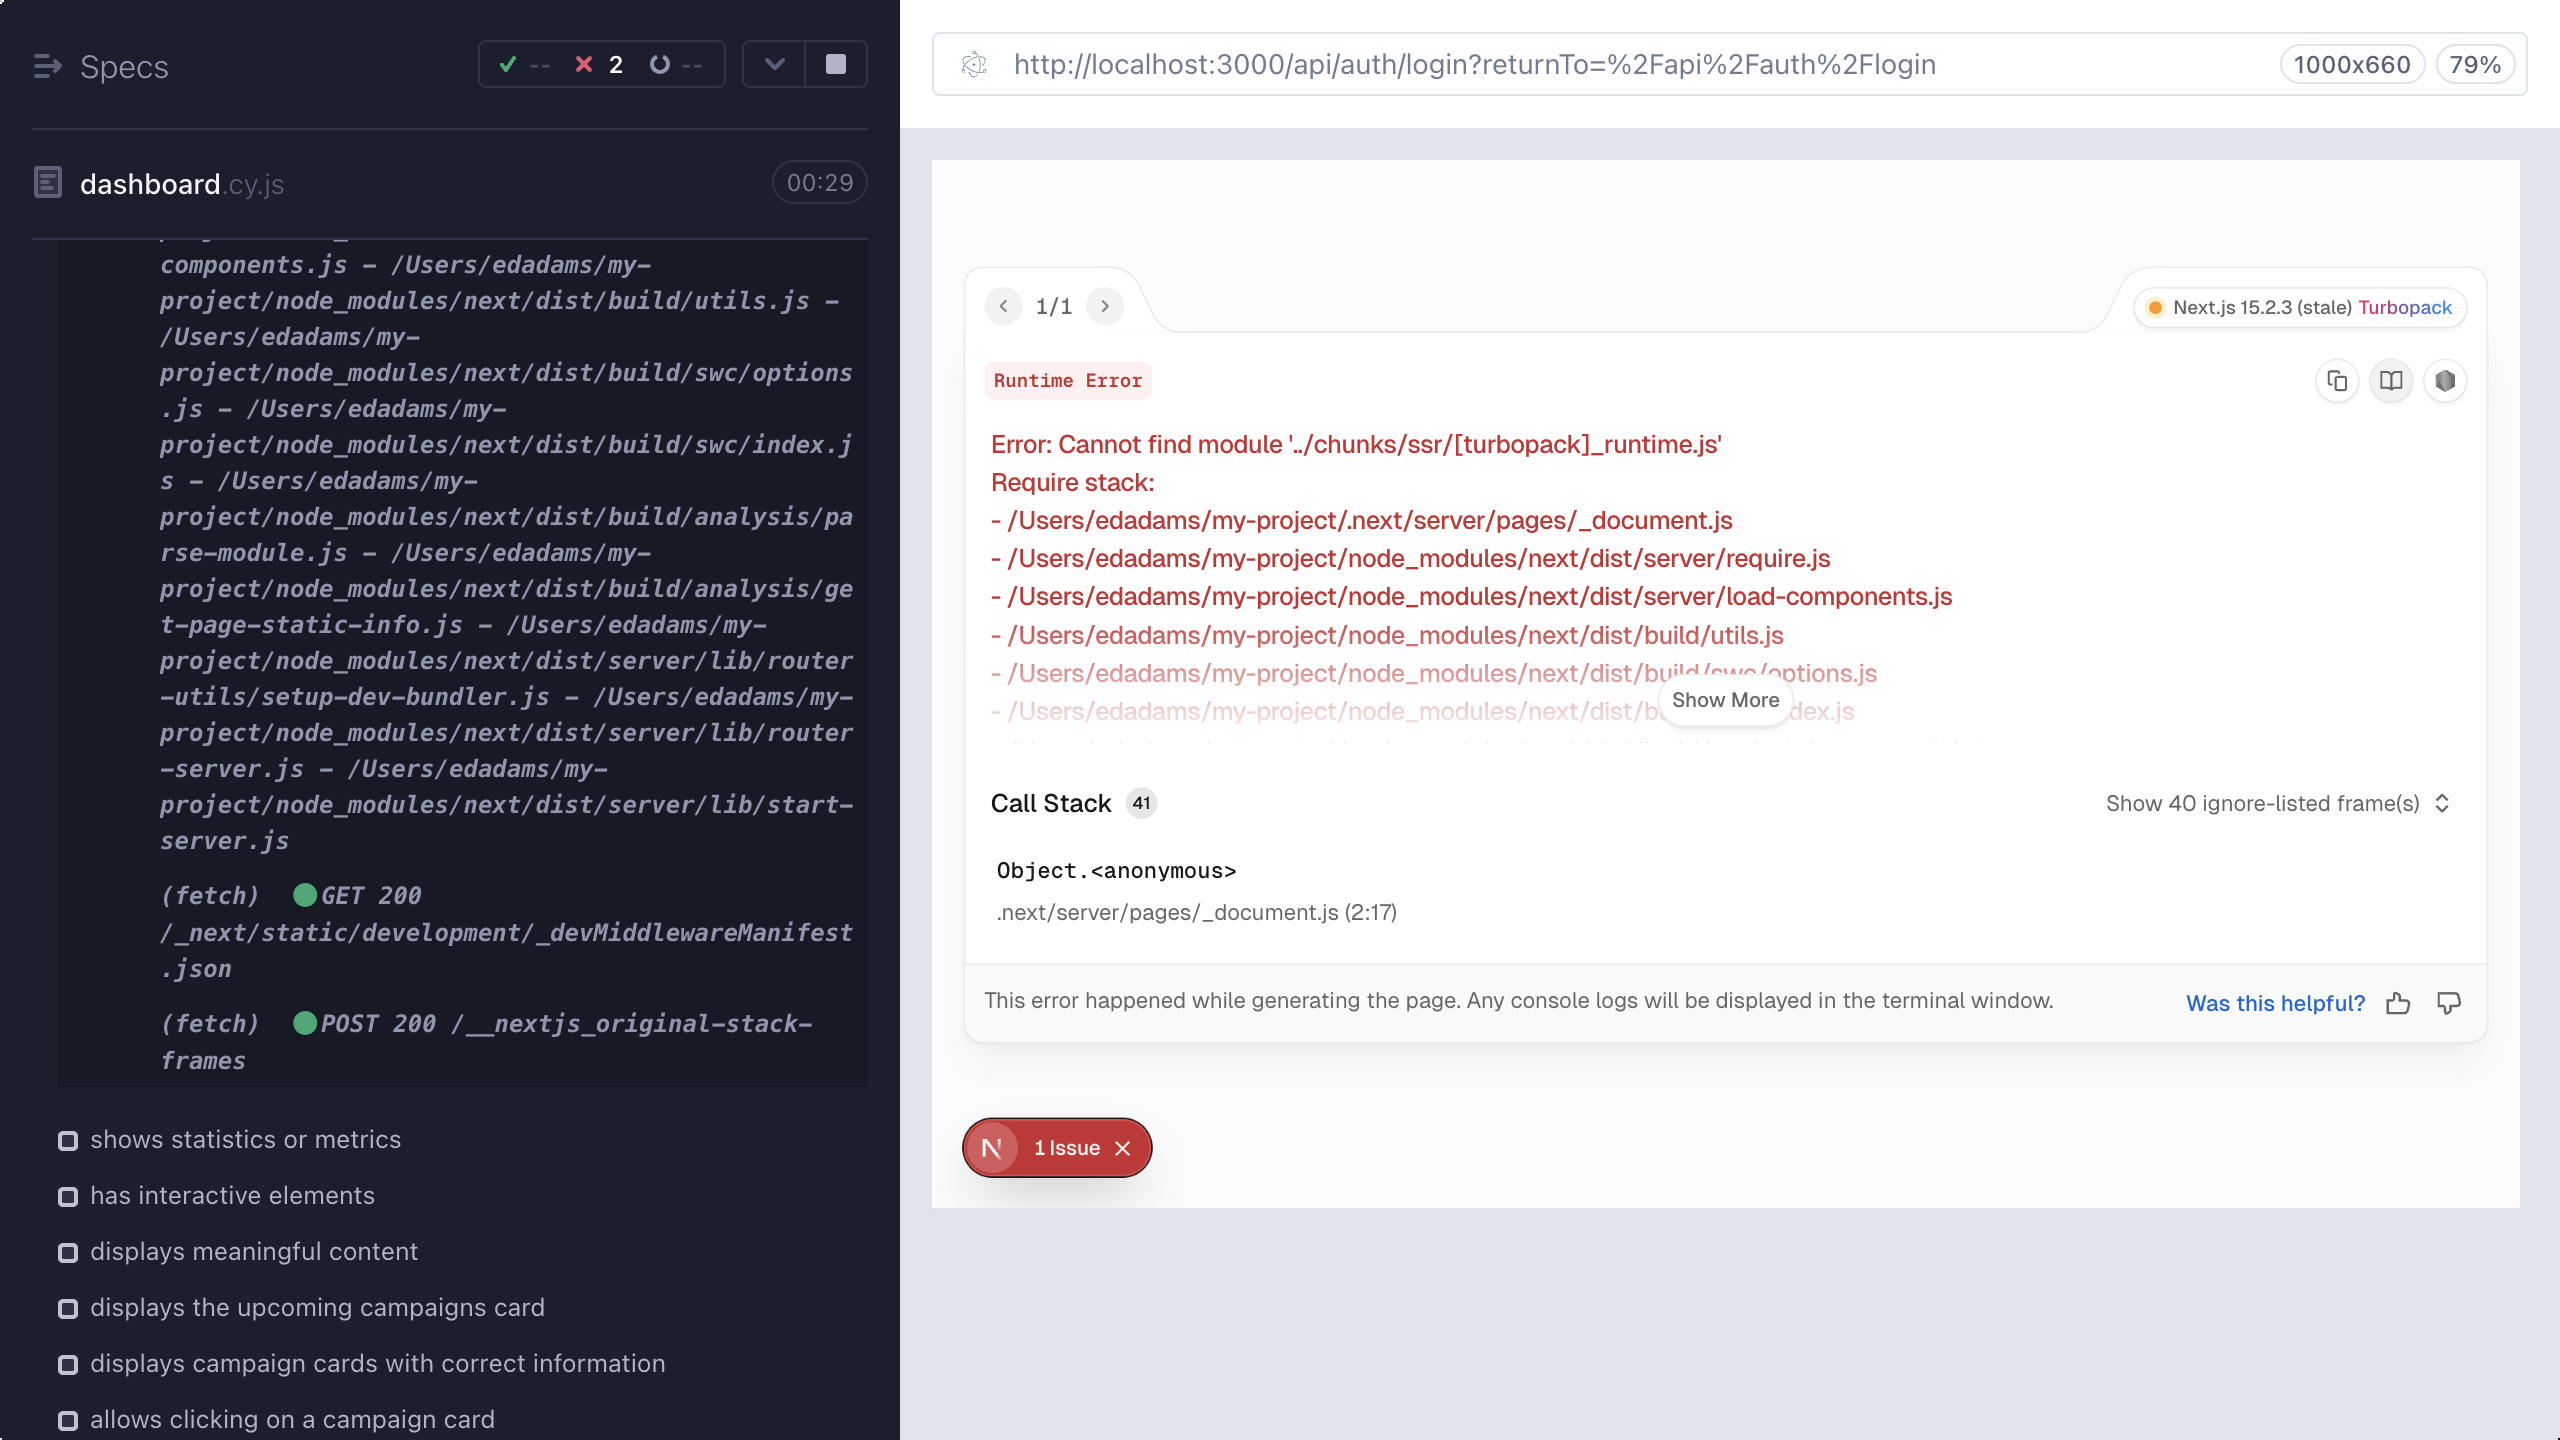 Specs
-- 2 --
dashboard.cy.js
00:29
components.js - /Users/edadams/my-
project/node_modules/next/dist/build/utils.js -
/Users/edadams/my-
project/node_modules/next/dist/build/swc/options
.js - /Users/edadams/my-
project/node_modules/next/dist/build/swc/index.j
s - /Users/edadams/my-
project/node_modules/next/dist/build/analysis/pa
rse-module.js - /Users/edadams/my-
project/node_modules/next/dist/build/analysis/ge
t-page-static-info.js - /Users/edadams/my-
project/node_modules/next/dist/server/lib/router
-utils/setup-dev-bundler.js - /Users/edadams/my-
project/node_modules/next/dist/server/lib/router
-server.js - /Users/edadams/my-
project/node_modules/next/dist/server/lib/start-
server.js
(fetch) GET 200
/_next/static/development/_devMiddlewareManifest
.json
(fetch) POST 200 /__nextjs_original-stack-
frames
shows statistics or metrics
has interactive elements
displays meaningful content
displays the upcoming campaigns card
displays campaign cards with correct information
allows clicking on a campaign card
http://localhost:3000/api/auth/login?returnTo=%2Fapi%2Fauth%2Flogin
1000x660
79%
1/1
Next.js 15.2.3 (stale) Turbopack
Runtime Error
Error: Cannot find module '../chunks/ssr/[turbopack]_runtime.js'
Require stack:
- /Users/edadams/my-project/.next/server/pages/_document.js
- /Users/edadams/my-project/node_modules/next/dist/server/require.js
- /Users/edadams/my-project/node_modules/next/dist/server/load-components.js
- /Users/edadams/my-project/node_modules/next/dist/build/utils.js
- /Users/edadams/my-project/node_modules/next/dist/build/swc/options.js
- /Users/edadams/my-project/node_modules/next/dist/
Show More
Call Stack 41
Show 40 ignore-listed frame(s)
Object.<anonymous>
.next/server/pages/_document.js (2:17)
This error happened while generating the page. Any console logs will be displayed in the terminal window.
Was this helpful?
N 1 Issue